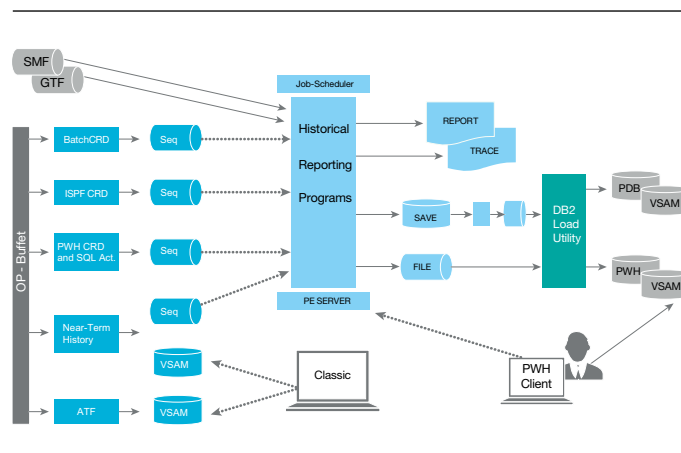 SMF
GTF
Job-Scheduler
Historical
Reporting
Programs
PE SERVER
REPORT
TRACE
OP - Buffet
BatchCRD
Seq
ISPF CRD
Seq
PWH CRD
and SQL Act.
Seq
Near-Term
History
Seq
VSAM
ATF
VSAM
SAVE
FILE
DB2
Load
Utility
PDB
VSAM
PWH
VSAM
Classic
PWH
Client